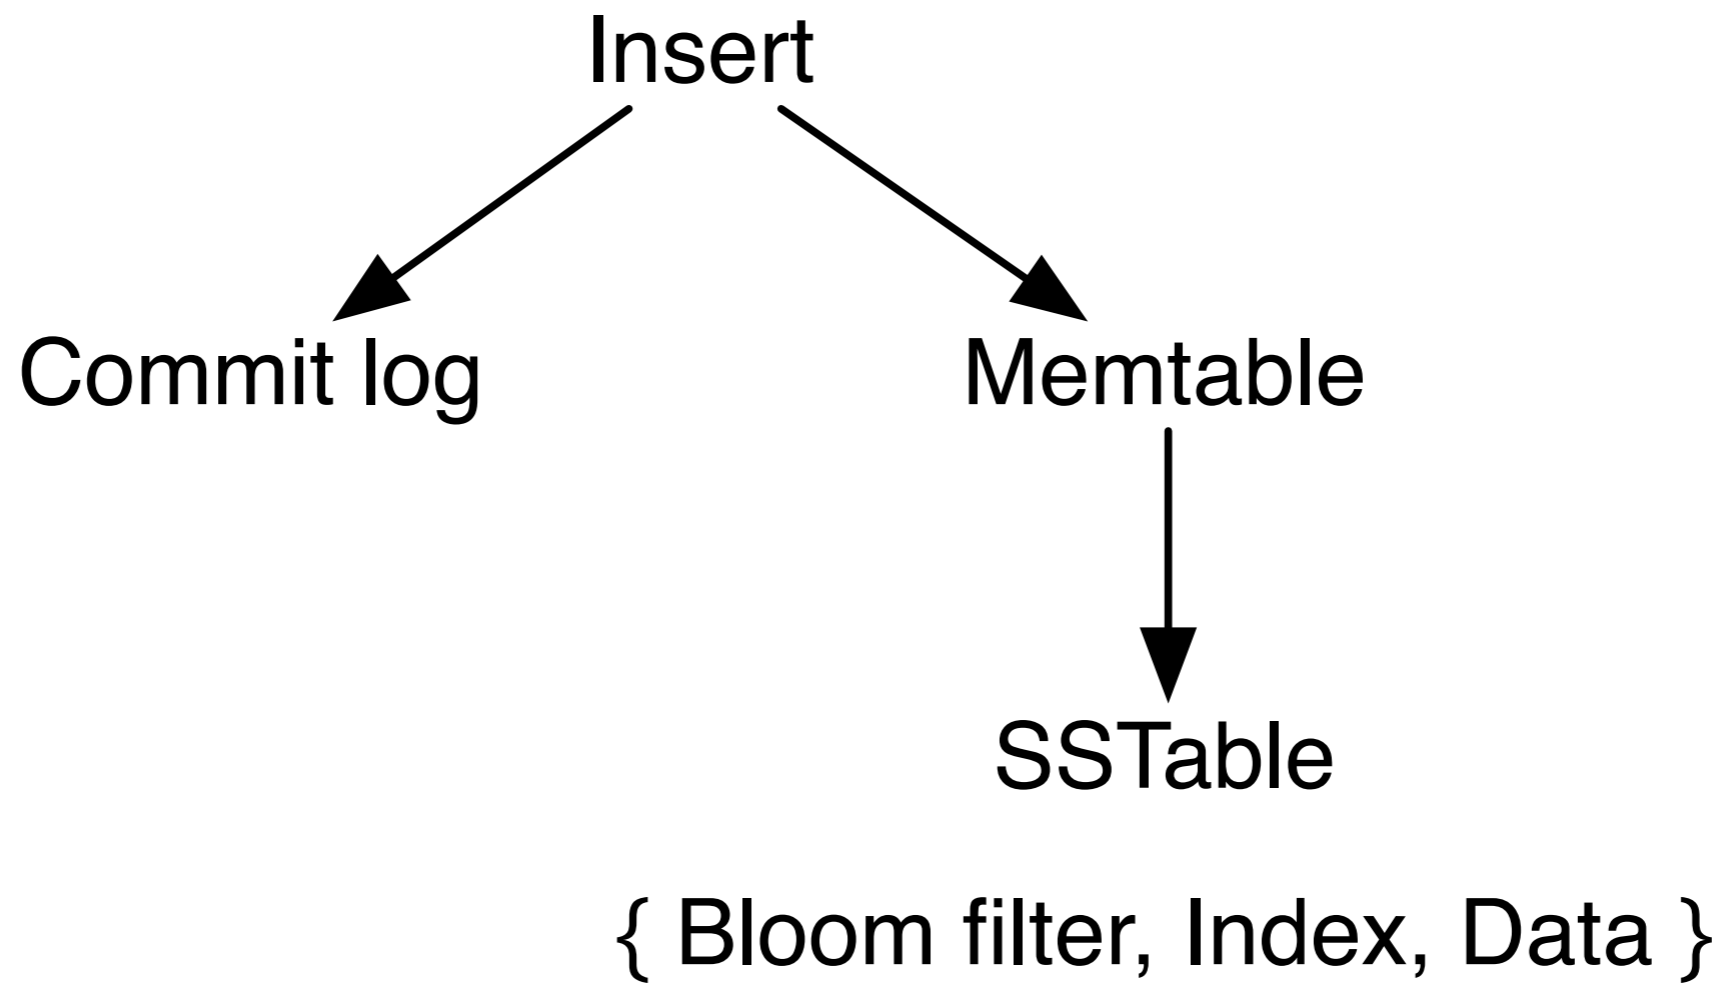 Insert
Commit log
Memtable
SSTable
{ Bloom filter, Index, Data }